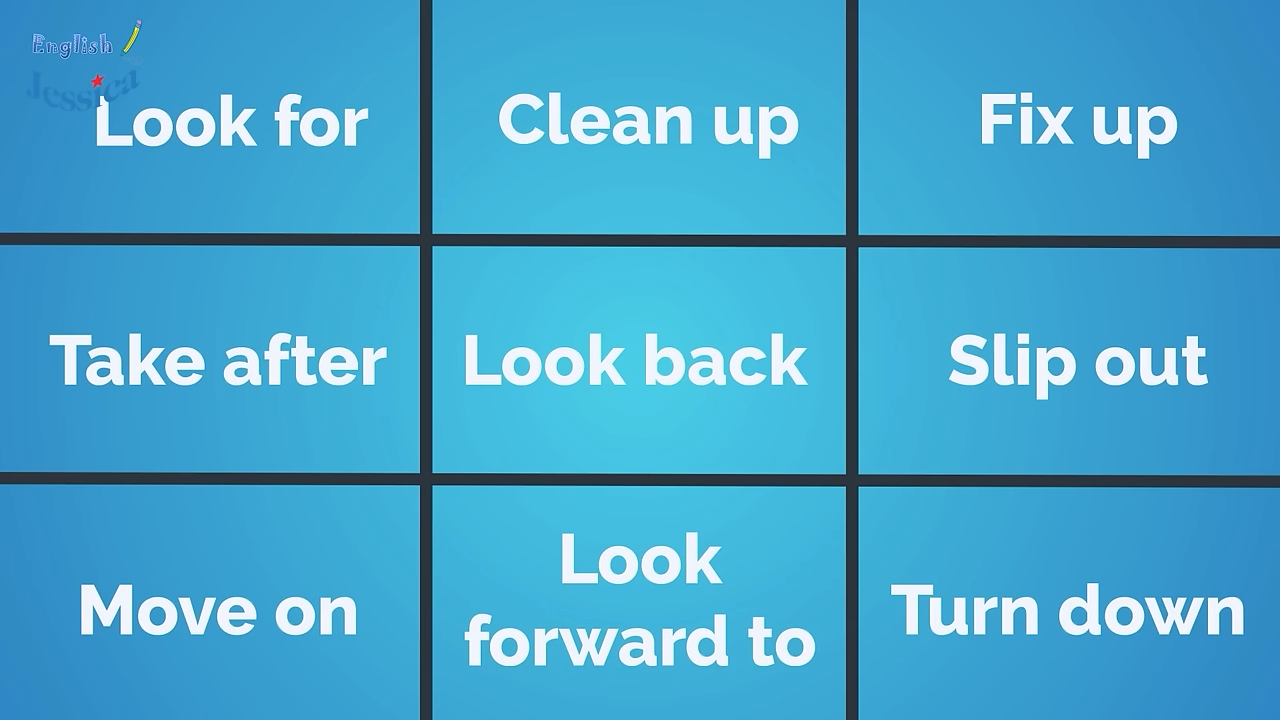 English
Jessica
Look for
Clean up
Fix up
Take after
Look back
Slip out
Move on
Look
forward to
Turn down